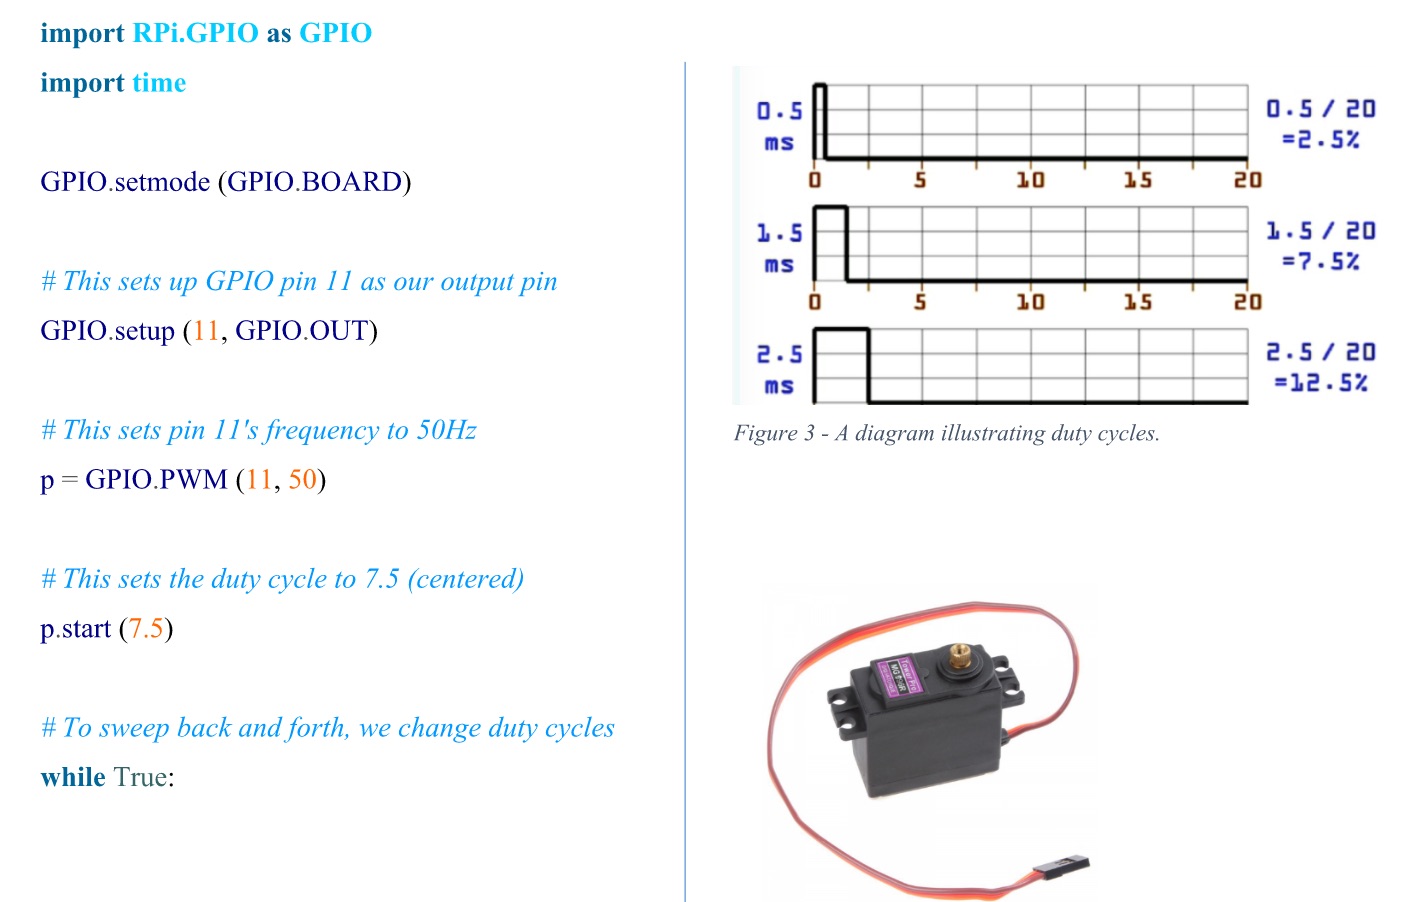 import RPi.GPIO as GPIO
import time
GPIO.setmode (GPIO.BOARD)
# This sets up GPIO pin 11 as our output pin
GPIO.setup (11, GPIO.OUT)
# This sets pin 11's frequency to 50Hz
p = GPIO.PWM (11, 50)
# This sets the duty cycle to 7.5 (centered)
p.start (7.5)
# To sweep back and forth, we change duty cycles
while True:
0.5 ms
0.5 / 20
=2.5%
0 5 10 15 20
1.5 ms
1.5 / 20
=7.5%
0 5 10 15 20
2.5 ms
2.5 / 20
=12.5%
Figure 3 - A diagram illustrating duty cycles.
Tower Pro